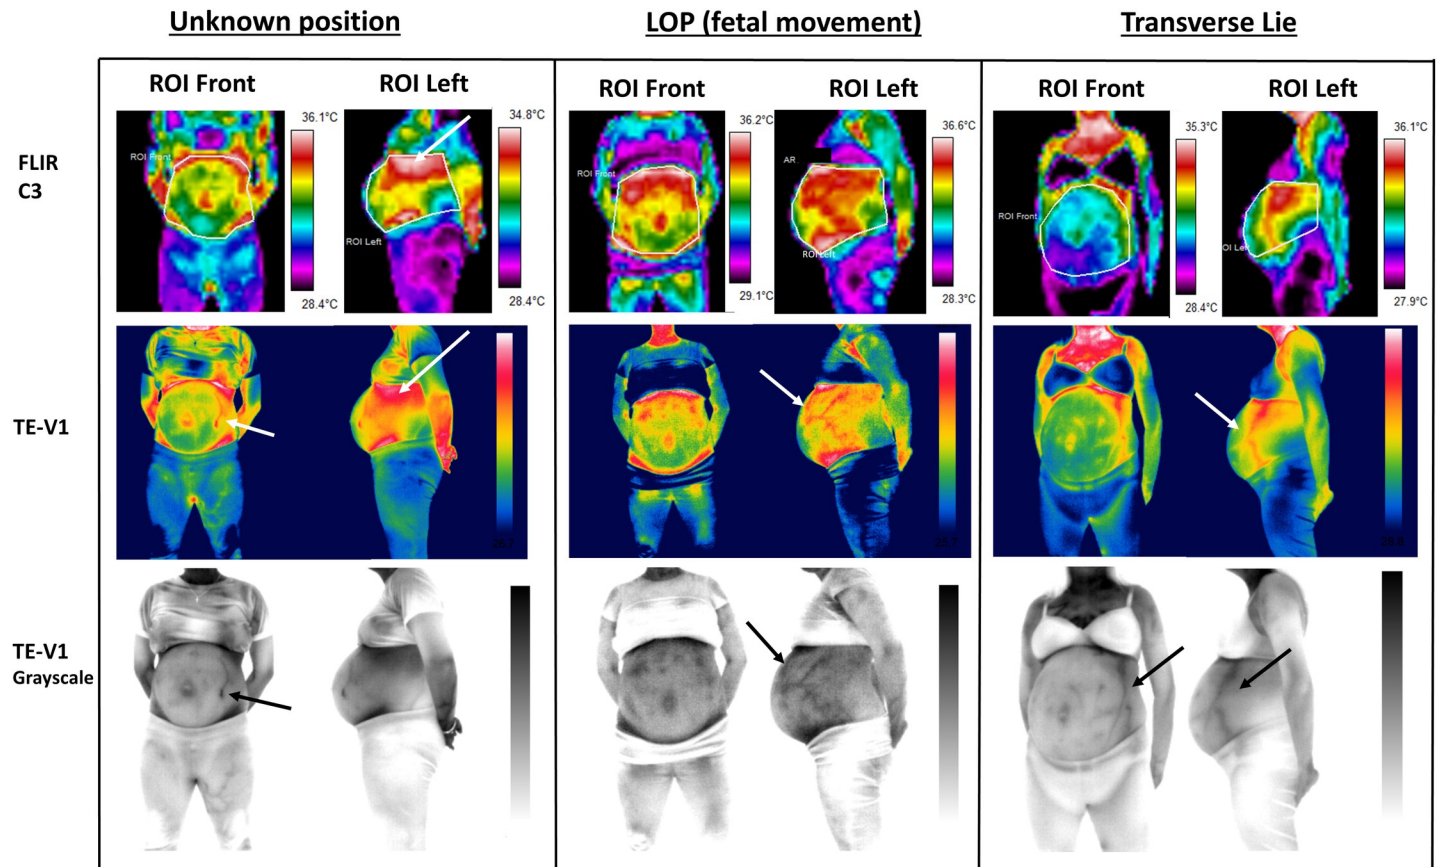 Unknown position
LOP (fetal movement)
Transverse Lie
ROI Front
ROI Left
ROI Front
ROI Left
ROI Front
ROI Left
FLIR
C3
36.1°C
34.8°C
36.2°C
36.6°C
35.3°C
36.1°C
ROI Front
ROI Left
ROI Front
AR
ROI Left
ROI Front
ROI Left
28.4°C
28.4°C
29.1°C
28.3°C
28.4°C
27.9°C
TE-V1
TE-V1
Grayscale